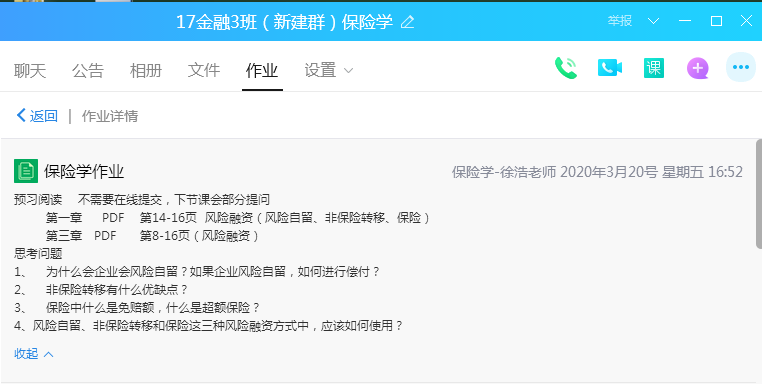 17金融3班（新建群）保险学
举报
聊天 公告 相册 文件 作业 设置
课
返回 | 作业详情
保险学作业
保险学-徐浩老师 2020年3月20号 星期五 16:52
预习阅读 不需要在线提交，下节课会部分提问
第一章 PDF 第14-16页 风险融资（风险自留、非保险转移、保险）
第三章 PDF 第8-16页（风险融资）
思考问题
1、 为什么会企业会风险自留？如果企业风险自留，如何进行偿付？
2、 非保险转移有什么优缺点？
3、 保险中什么是免赔额，什么是超额保险？
4、风险自留、非保险转移和保险这三种风险融资方式中，应该如何使用？
收起